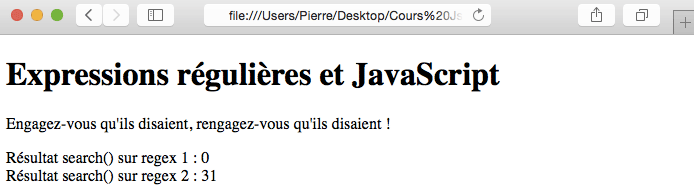 file:///Users/Pierre/Desktop/Cours%20Js
Expressions régulières et JavaScript
Engagez-vous qu'ils disaient, rengagez-vous qu'ils disaient !
Résultat search() sur regex 1 : 0
Résultat search() sur regex 2 : 31